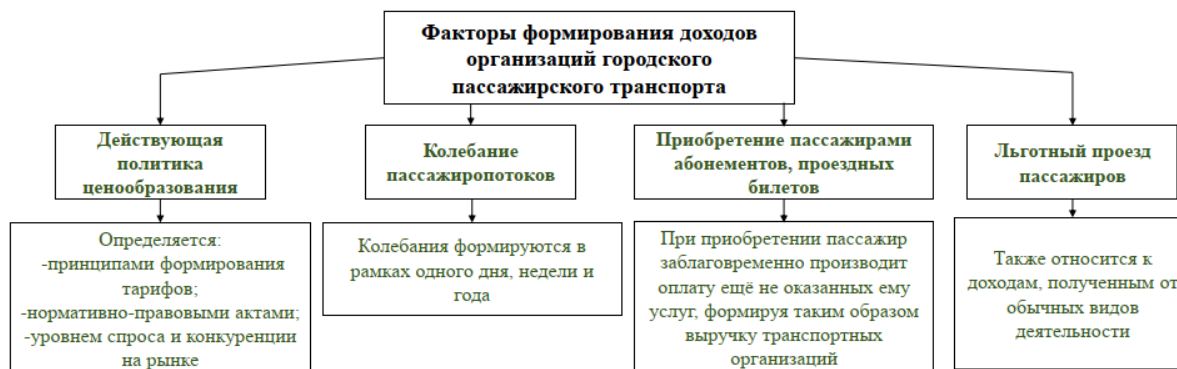 Факторы формирования доходов
организаций городского
пассажирского транспорта
Действующая
политика
ценообразования
Колебание
пассажиропотоков
Приобретение пассажирами
абонементов, проездных
билетов
Льготный проезд
пассажиров
Определяется:
-принципами формирования
тарифов;
-нормативно-правовыми актами;
-уровнем спроса и конкуренции
на рынке
Колебания формируются в
рамках одного дня, недели и
года
При приобретении пассажир
заблаговременно производит
оплату ещё не оказанных ему
услуг, формируя таким образом
выручку транспортных
организаций
Также относится к
доходам, полученным от
обычных видов
деятельности